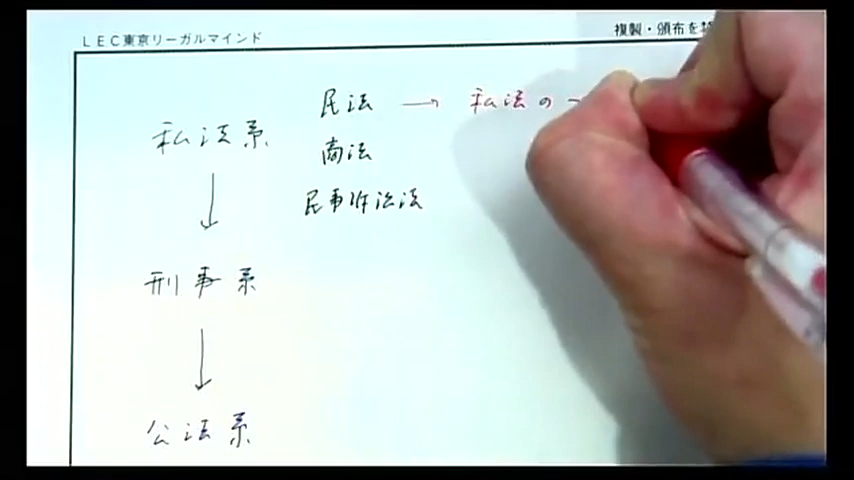 LEC東京リーガルマインド
複製・頒布を
民法 → 私法の一
私法系
商法
↓
民事訴訟法
刑事系
↓
公法系